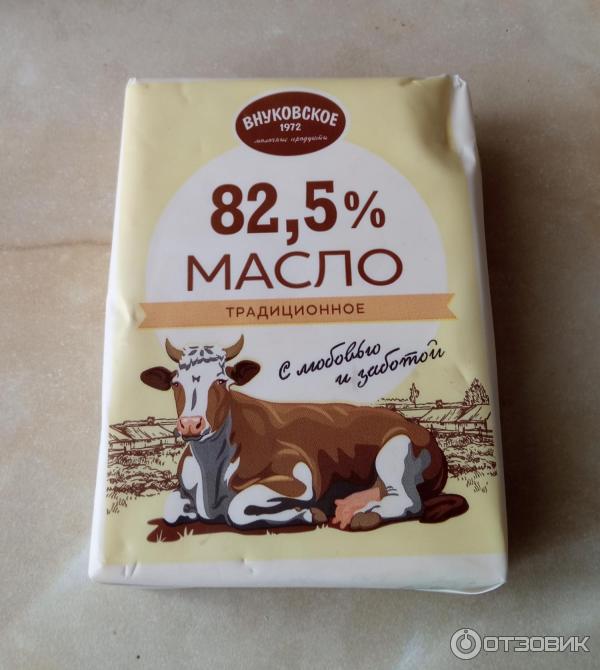 ВНУКОВСКОЕ
1972
молочные продукты
82,5%
МАСЛО
ТРАДИЦИОННОЕ
С любовью
и заботой
ОТЗОВИК